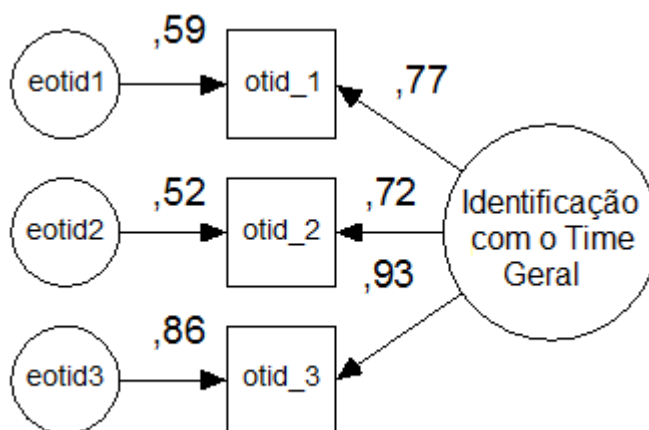 ,59
eotid1
otid_1
,77
,52
eotid2
otid_2
,72
Identificação
com o Time
Geral
,93
,86
eotid3
otid_3